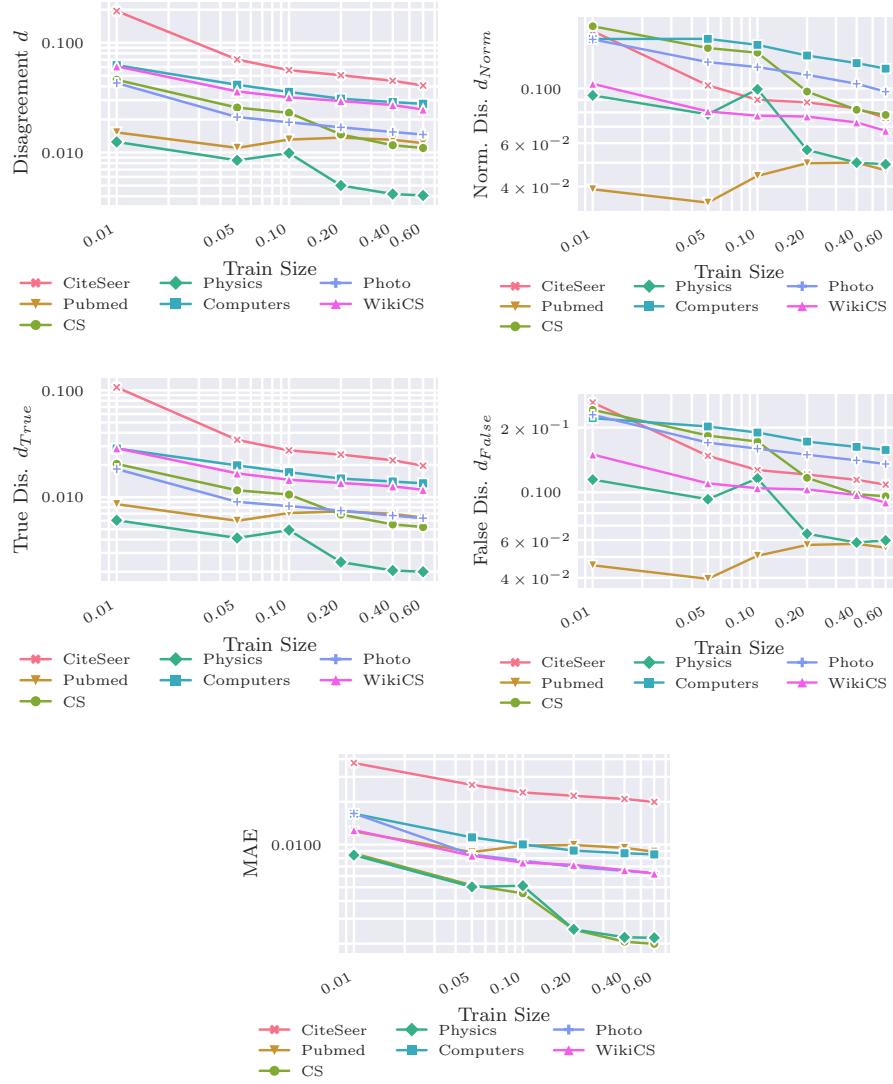 Disagreement d
0.100
0.010
0.01
0.05
0.10
0.20
0.40
0.60
Train Size
CiteSeer
Physics
Photo
Pubmed
Computers
WikiCS
CS
Norm. Dis. d_Norm
0.100
6 × 10⁻²
4 × 10⁻²
0.01
0.05
0.10
0.20
0.40
0.60
Train Size
CiteSeer
Physics
Photo
Pubmed
Computers
WikiCS
CS
True Dis. d_True
0.100
0.010
0.01
0.05
0.10
0.20
0.40
0.60
Train Size
CiteSeer
Physics
Photo
Pubmed
Computers
WikiCS
CS
False Dis. d_False
2 × 10⁻¹
0.100
6 × 10⁻²
4 × 10⁻²
0.01
0.05
0.10
0.20
0.40
0.60
Train Size
CiteSeer
Physics
Photo
Pubmed
Computers
WikiCS
CS
MAE
0.0100
0.01
0.05
0.10
0.20
0.40
0.60
Train Size
CiteSeer
Physics
Photo
Pubmed
Computers
WikiCS
CS